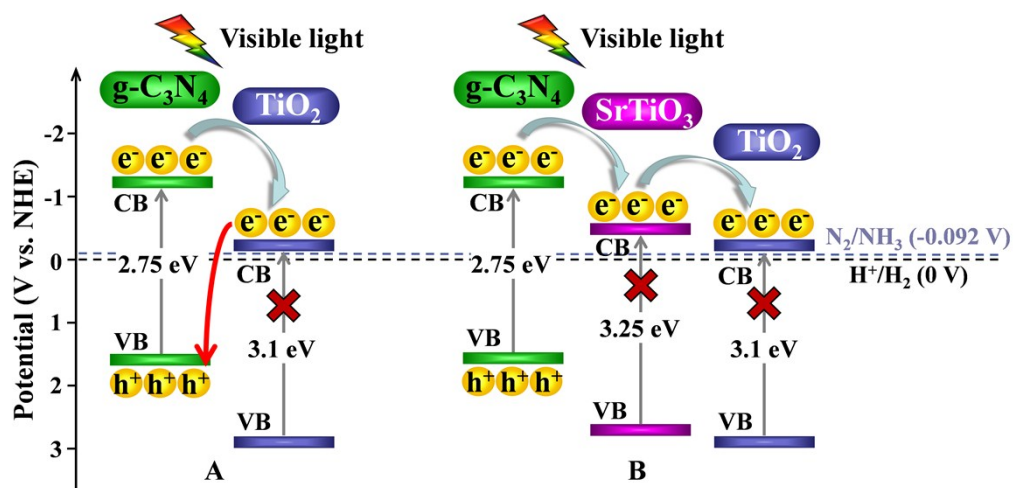 Visible light
g-C₃N₄
TiO₂
e⁻ e⁻ e⁻
CB
e⁻ e⁻ e⁻
CB
2.75 eV
3.1 eV
VB
h⁺ h⁺ h⁺
VB
A
Visible light
g-C₃N₄
SrTiO₃
TiO₂
e⁻ e⁻ e⁻
CB
e⁻ e⁻ e⁻
CB
e⁻ e⁻ e⁻
CB
N₂/NH₃ (-0.092 V)
H⁺/H₂ (0 V)
2.75 eV
3.25 eV
3.1 eV
VB
h⁺ h⁺ h⁺
VB
VB
B
Potential (V vs. NHE)
-2
-1
0
1
2
3